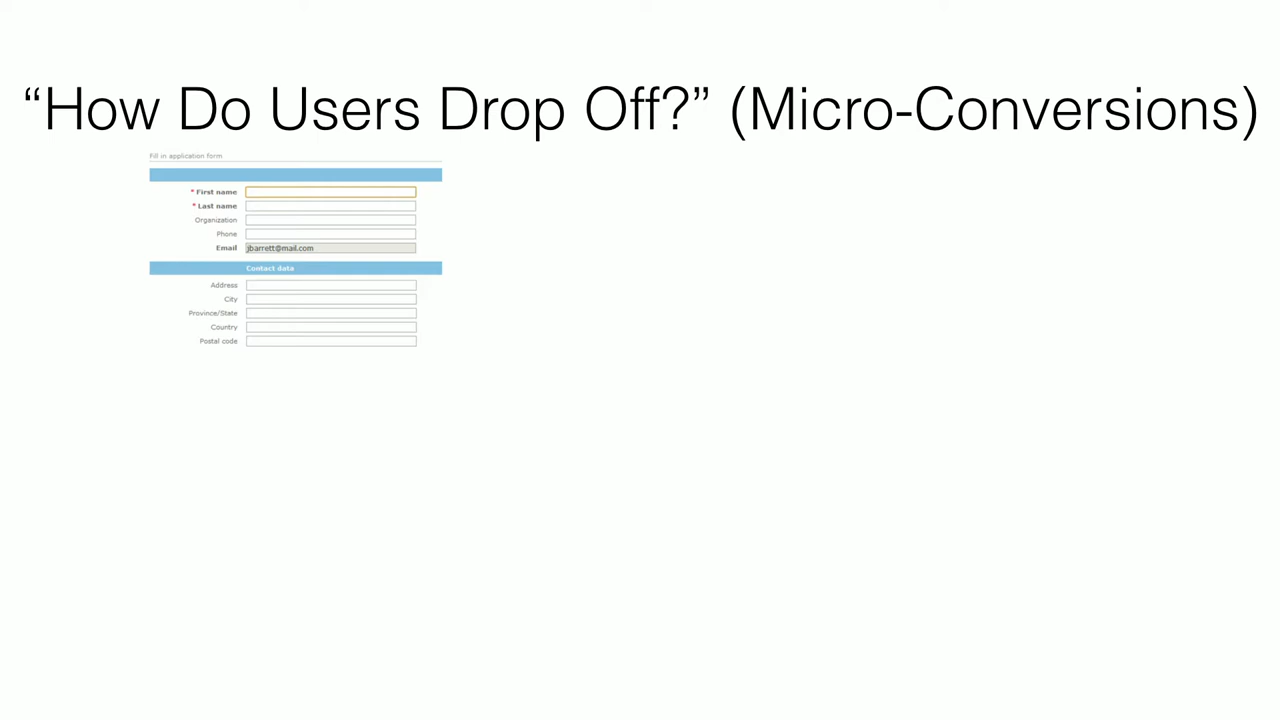 “How Do Users Drop Off?” (Micro-Conversions)
Fill in application form
* First name
* Last name
Organization
Phone
Email jbarrett@mail.com
Contact data
Address
City
Province/State
Country
Postal code